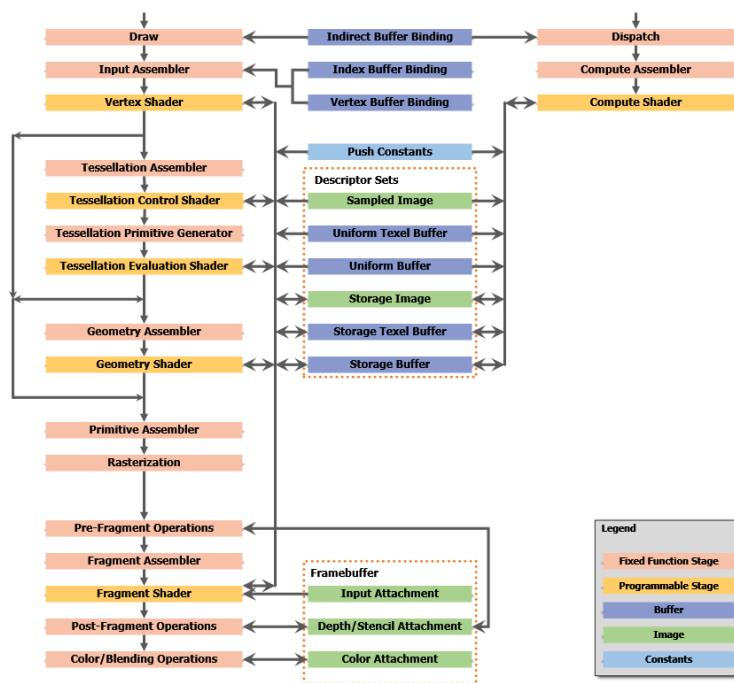 Draw
Indirect Buffer Binding
Dispatch
Input Assembler
Index Buffer Binding
Compute Assembler
Vertex Shader
Vertex Buffer Binding
Compute Shader
Push Constants
Tessellation Assembler
Descriptor Sets
Tessellation Control Shader
Sampled Image
Tessellation Primitive Generator
Uniform Texel Buffer
Tessellation Evaluation Shader
Uniform Buffer
Storage Image
Geometry Assembler
Storage Texel Buffer
Geometry Shader
Storage Buffer
Primitive Assembler
Rasterization
Pre-Fragment Operations
Fragment Assembler
Framebuffer
Fragment Shader
Input Attachment
Post-Fragment Operations
Depth/Stencil Attachment
Color/Blending Operations
Color Attachment
Legend
Fixed Function Stage
Programmable Stage
Buffer
Image
Constants